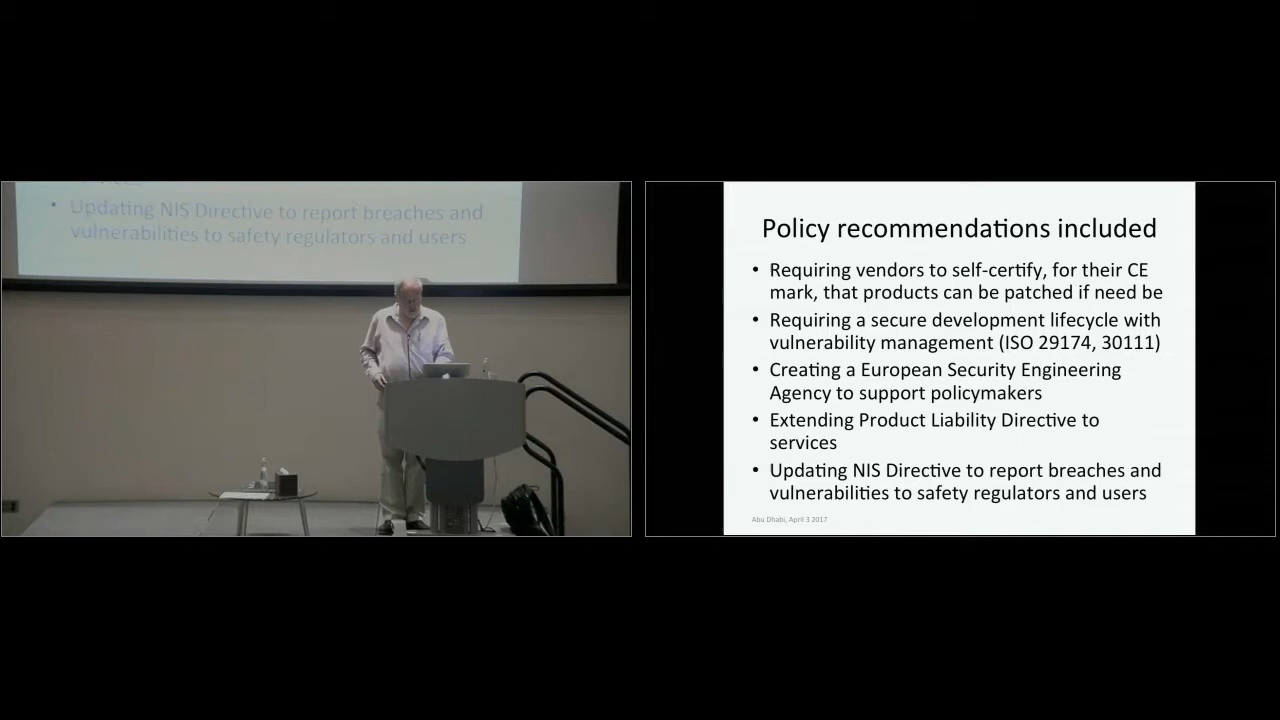 Updating NIS Directive to report breaches and
vulnerabilities to safety regulators and users
Policy recommendations included
• Requiring vendors to self-certify, for their CE
mark, that products can be patched if need be
• Requiring a secure development lifecycle with
vulnerability management (ISO 29174, 30111)
• Creating a European Security Engineering
Agency to support policymakers
• Extending Product Liability Directive to
services
• Updating NIS Directive to report breaches and
vulnerabilities to safety regulators and users
Abu Dhabi, April 3 2017